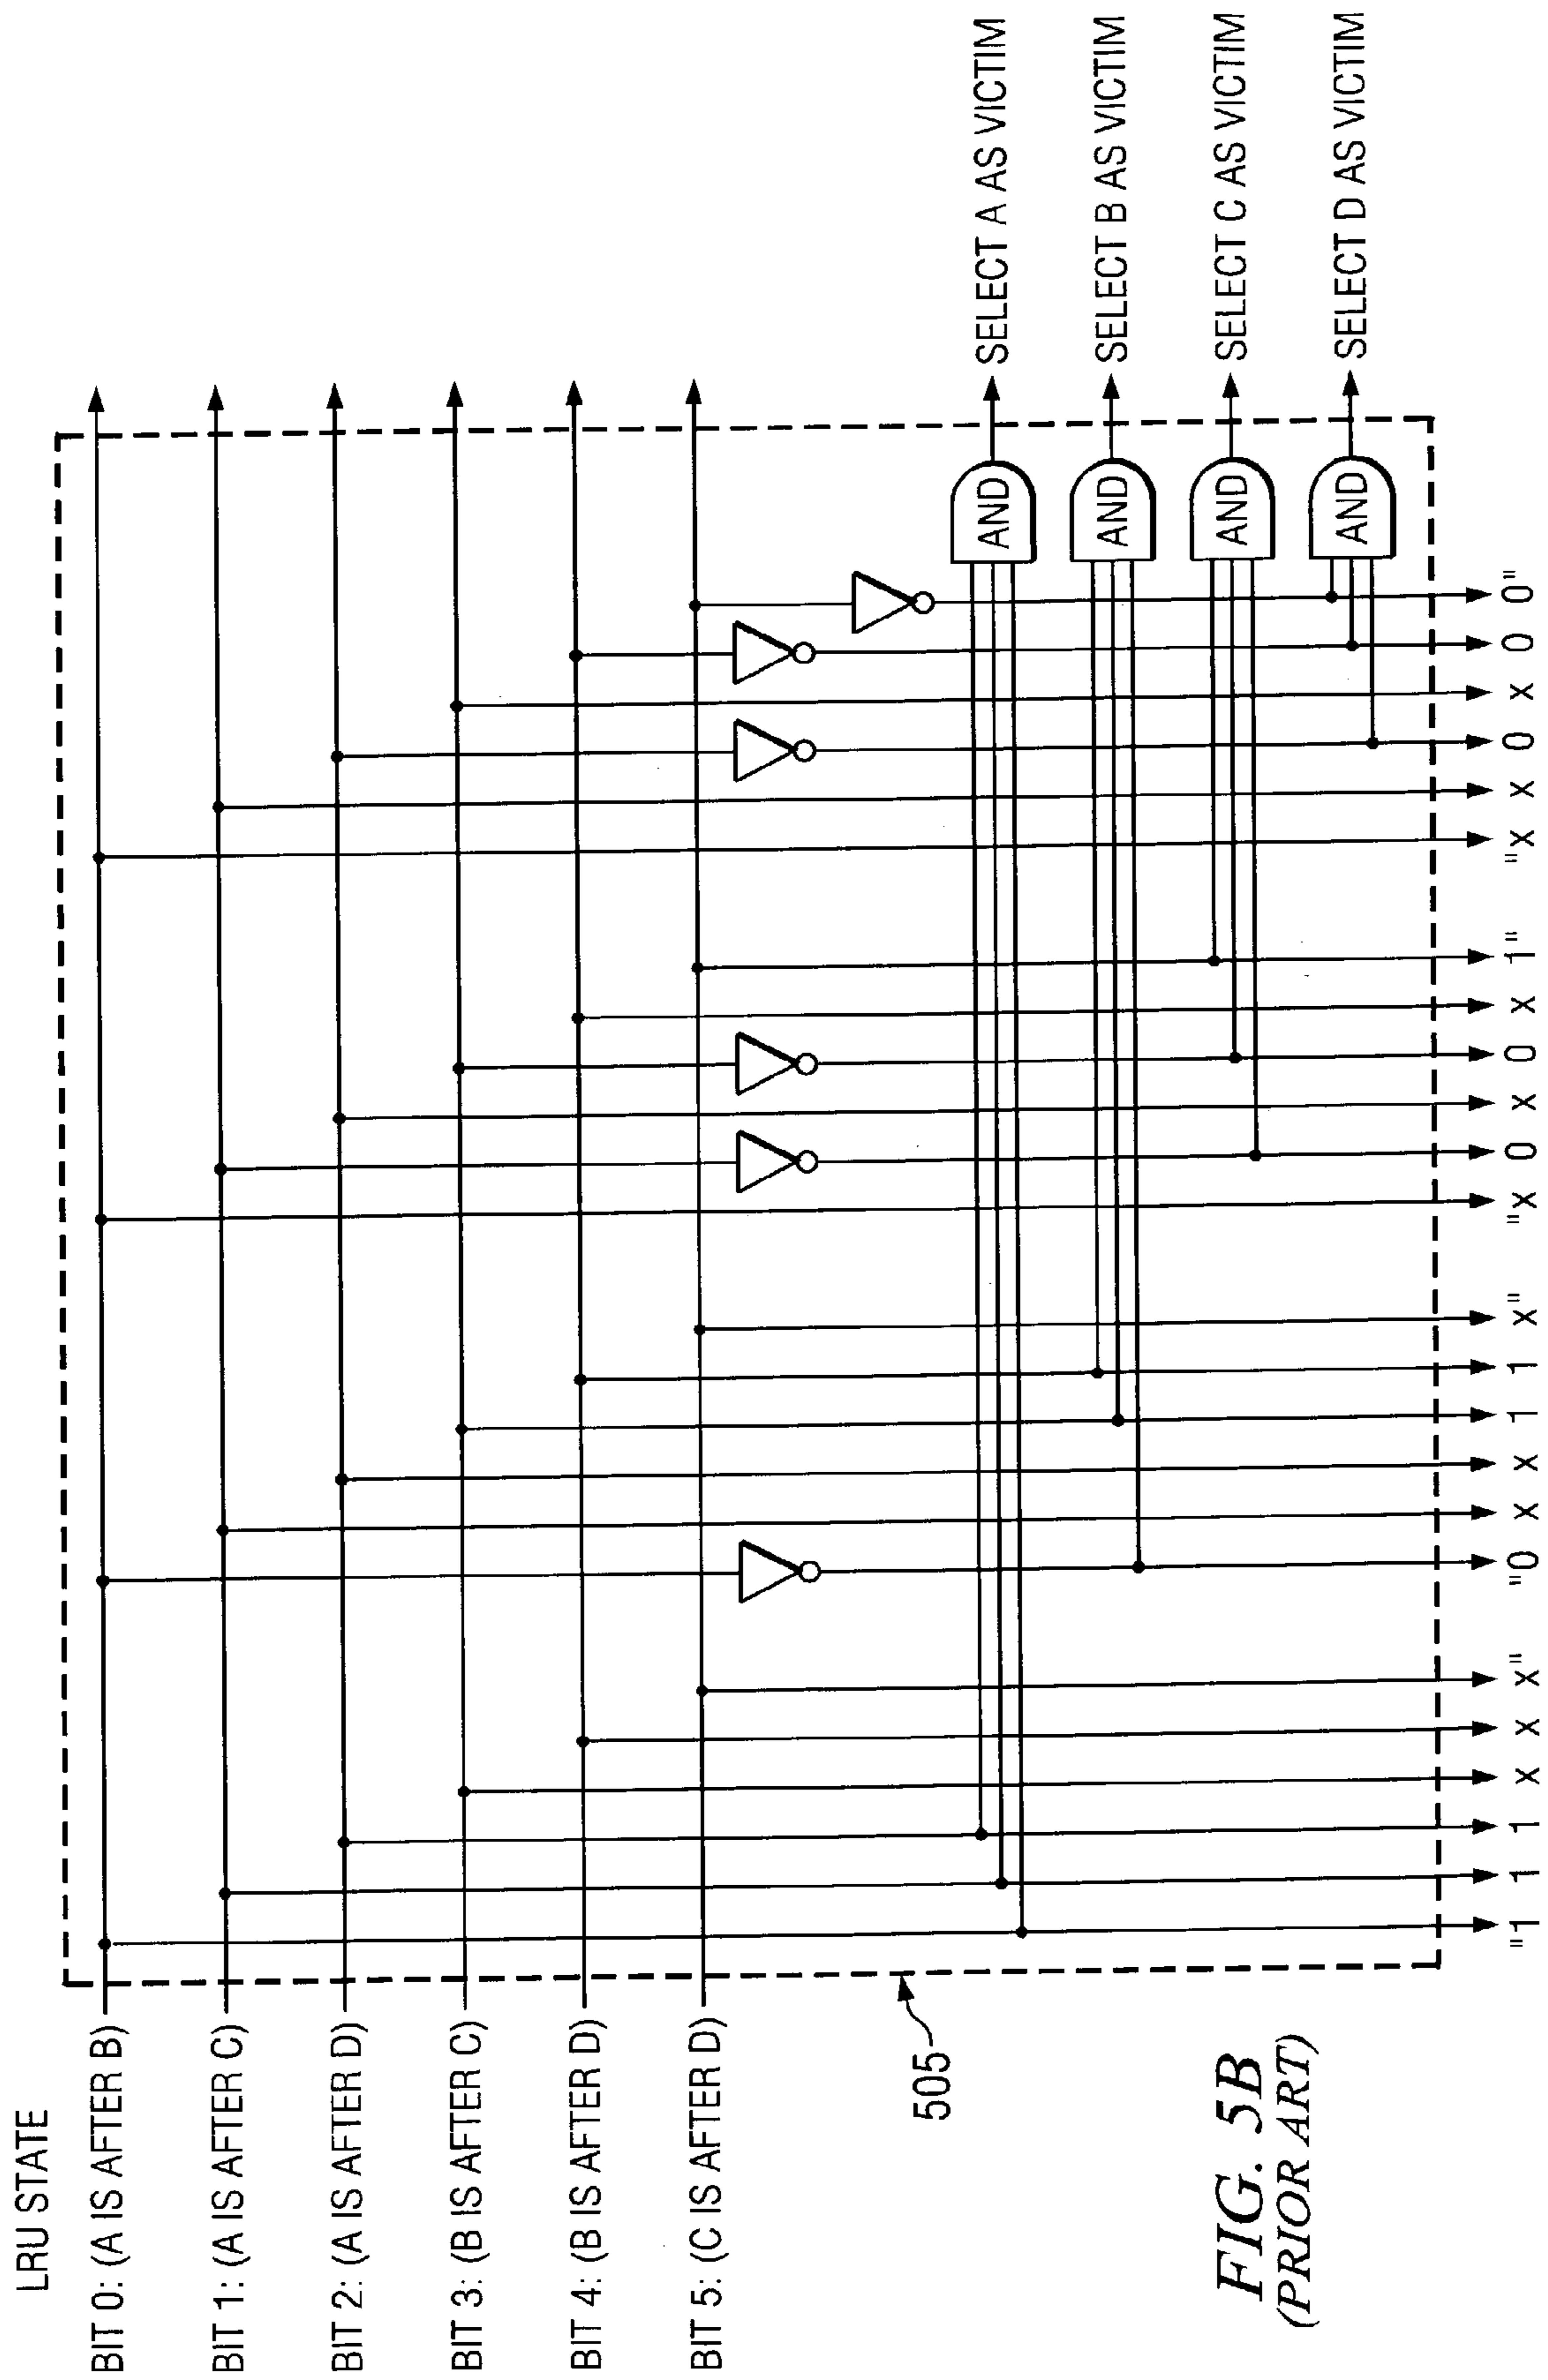 LRU STATE
BIT 0: (A IS AFTER B)
BIT 1: (A IS AFTER C)
BIT 2: (A IS AFTER D)
BIT 3: (B IS AFTER C)
BIT 4: (B IS AFTER D)
BIT 5: (C IS AFTER D)
505
AND SELECT A AS VICTIM
AND SELECT B AS VICTIM
AND SELECT C AS VICTIM
AND SELECT D AS VICTIM
"1 1 1 x x x" "0 x x 1 1 x" "x 0 x 0 x 1" "x x 0 x 0 0"
FIG. 5B
(PRIOR ART)